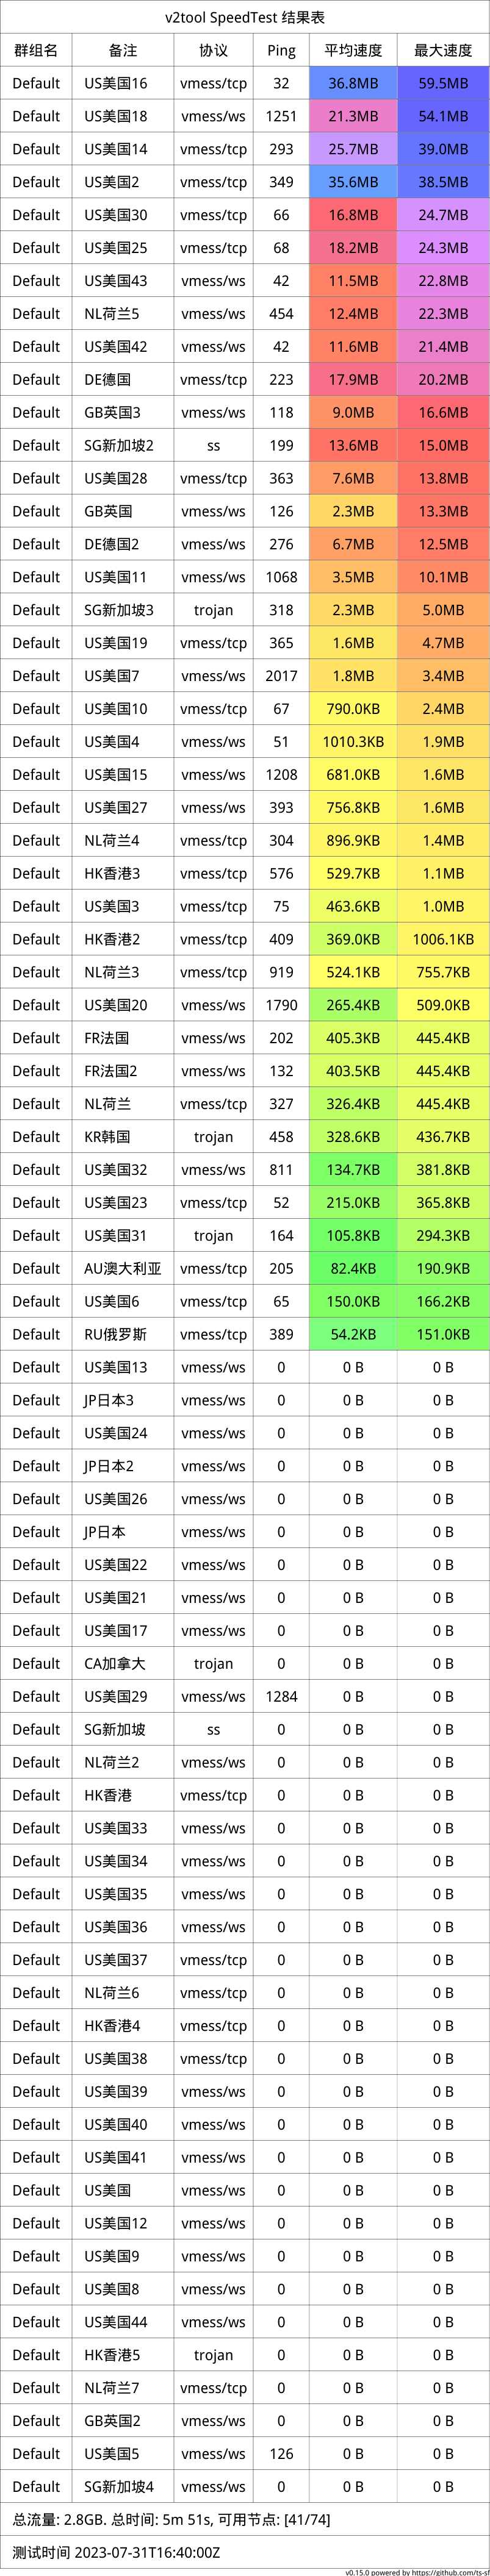 v2tool SpeedTest 结果表
群组名 备注 协议 Ping 平均速度 最大速度
Default US美国16 vmess/tcp 32 36.8MB 59.5MB
Default US美国18 vmess/ws 1251 21.3MB 54.1MB
Default US美国14 vmess/tcp 293 25.7MB 39.0MB
Default US美国2 vmess/tcp 349 35.6MB 38.5MB
Default US美国30 vmess/tcp 66 16.8MB 24.7MB
Default US美国25 vmess/tcp 68 18.2MB 24.3MB
Default US美国43 vmess/ws 42 11.5MB 22.8MB
Default NL荷兰5 vmess/ws 454 12.4MB 22.3MB
Default US美国42 vmess/ws 42 11.6MB 21.4MB
Default DE德国 vmess/tcp 223 17.9MB 20.2MB
Default GB英国3 vmess/ws 118 9.0MB 16.6MB
Default SG新加坡2 ss 199 13.6MB 15.0MB
Default US美国28 vmess/tcp 363 7.6MB 13.8MB
Default GB英国 vmess/ws 126 2.3MB 13.3MB
Default DE德国2 vmess/tcp 276 6.7MB 12.5MB
Default US美国11 vmess/ws 1068 3.5MB 10.1MB
Default SG新加坡3 trojan 318 2.3MB 5.0MB
Default US美国19 vmess/tcp 365 1.6MB 4.7MB
Default US美国7 vmess/ws 2017 1.8MB 3.4MB
Default US美国10 vmess/tcp 67 790.0KB 2.4MB
Default US美国4 vmess/ws 51 1010.3KB 1.9MB
Default US美国15 vmess/ws 1208 681.0KB 1.6MB
Default US美国27 vmess/ws 393 756.8KB 1.6MB
Default NL荷兰4 vmess/tcp 304 896.9KB 1.4MB
Default HK香港3 vmess/tcp 576 529.7KB 1.1MB
Default US美国3 vmess/tcp 75 463.6KB 1.0MB
Default HK香港2 vmess/tcp 409 369.0KB 1006.1KB
Default NL荷兰3 vmess/tcp 919 524.1KB 755.7KB
Default US美国20 vmess/ws 1790 265.4KB 509.0KB
Default FR法国 vmess/ws 202 405.3KB 445.4KB
Default FR法国2 vmess/ws 132 403.5KB 445.4KB
Default NL荷兰 vmess/tcp 327 326.4KB 445.4KB
Default KR韩国 trojan 458 328.6KB 436.7KB
Default US美国32 vmess/ws 811 134.7KB 381.8KB
Default US美国23 vmess/tcp 52 215.0KB 365.8KB
Default US美国31 trojan 164 105.8KB 294.3KB
Default AU澳大利亚 vmess/tcp 205 82.4KB 190.9KB
Default US美国6 vmess/tcp 65 150.0KB 166.2KB
Default RU俄罗斯 vmess/tcp 389 54.2KB 151.0KB
Default US美国13 vmess/ws 0 0 B 0 B
Default JP日本3 vmess/ws 0 0 B 0 B
Default US美国24 vmess/ws 0 0 B 0 B
Default JP日本2 vmess/ws 0 0 B 0 B
Default US美国26 vmess/ws 0 0 B 0 B
Default JP日本 vmess/ws 0 0 B 0 B
Default US美国22 vmess/ws 0 0 B 0 B
Default US美国21 vmess/ws 0 0 B 0 B
Default US美国17 vmess/ws 0 0 B 0 B
Default CA加拿大 trojan 0 0 B 0 B
Default US美国29 vmess/ws 1284 0 B 0 B
Default SG新加坡 ss 0 0 B 0 B
Default NL荷兰2 vmess/ws 0 0 B 0 B
Default HK香港 vmess/tcp 0 0 B 0 B
Default US美国33 vmess/ws 0 0 B 0 B
Default US美国34 vmess/ws 0 0 B 0 B
Default US美国35 vmess/ws 0 0 B 0 B
Default US美国36 vmess/ws 0 0 B 0 B
Default US美国37 vmess/tcp 0 0 B 0 B
Default NL荷兰6 vmess/tcp 0 0 B 0 B
Default HK香港4 vmess/tcp 0 0 B 0 B
Default US美国38 vmess/tcp 0 0 B 0 B
Default US美国39 vmess/ws 0 0 B 0 B
Default US美国40 vmess/ws 0 0 B 0 B
Default US美国41 vmess/ws 0 0 B 0 B
Default US美国 vmess/ws 0 0 B 0 B
Default US美国12 vmess/ws 0 0 B 0 B
Default US美国9 vmess/ws 0 0 B 0 B
Default US美国8 vmess/ws 0 0 B 0 B
Default US美国44 vmess/ws 0 0 B 0 B
Default HK香港5 trojan 0 0 B 0 B
Default NL荷兰7 vmess/tcp 0 0 B 0 B
Default GB英国2 vmess/ws 0 0 B 0 B
Default US美国5 vmess/ws 126 0 B 0 B
Default SG新加坡4 vmess/ws 0 0 B 0 B
总流量: 2.8GB. 总时间: 5m 51s, 可用节点: [41/74]
测试时间 2023-07-31T16:40:00Z
v0.15.0 powered by https://github.com/ts-sf